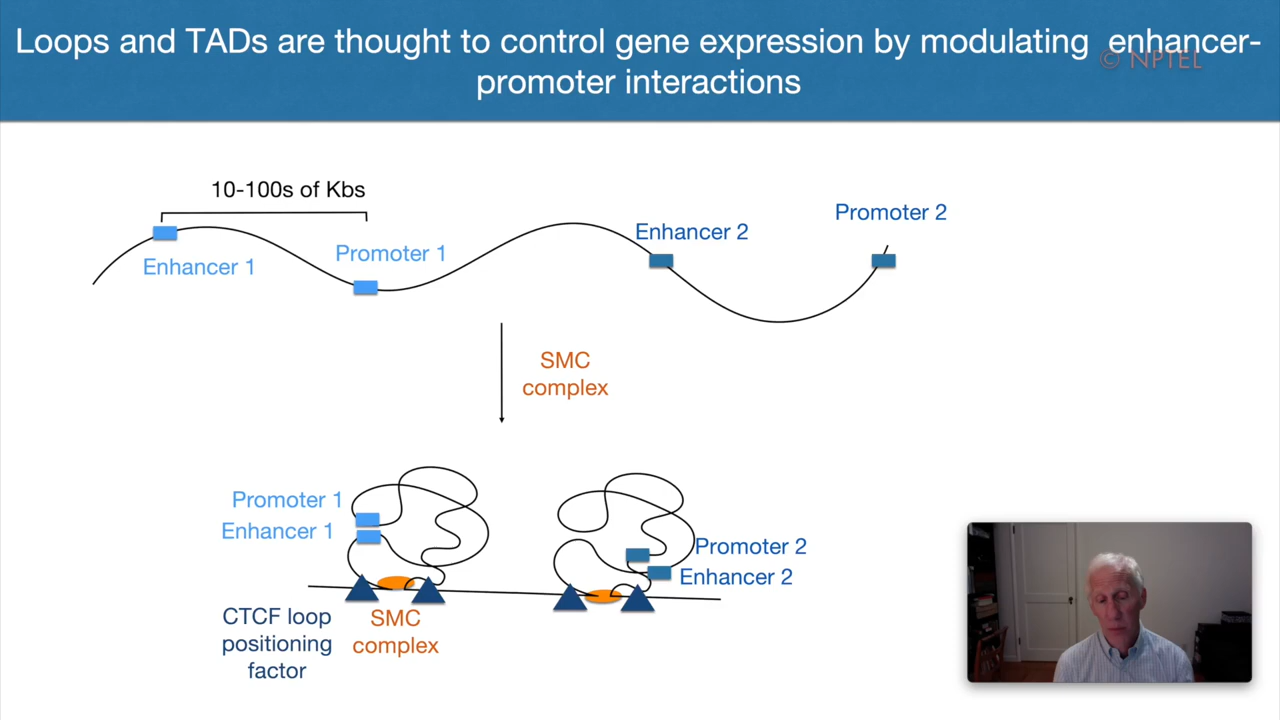 Loops and TADs are thought to control gene expression by modulating enhancer-
promoter interactions
© NPTEL
10-100s of Kbs
Promoter 2
Enhancer 2
Promoter 1
Enhancer 1
SMC
complex
Promoter 1
Enhancer 1
Promoter 2
Enhancer 2
CTCF loop
positioning
factor
SMC
complex